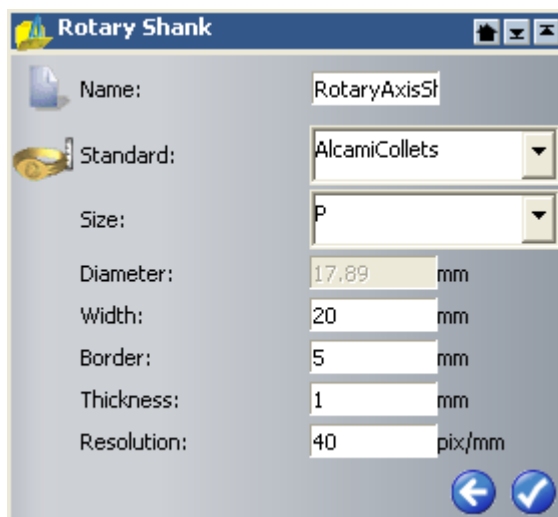 Rotary Shank
Name: RotaryAxisSh
Standard: AlcamiCollets
Size: P
Diameter: 17.89 mm
Width: 20 mm
Border: 5 mm
Thickness: 1 mm
Resolution: 40 pix/mm